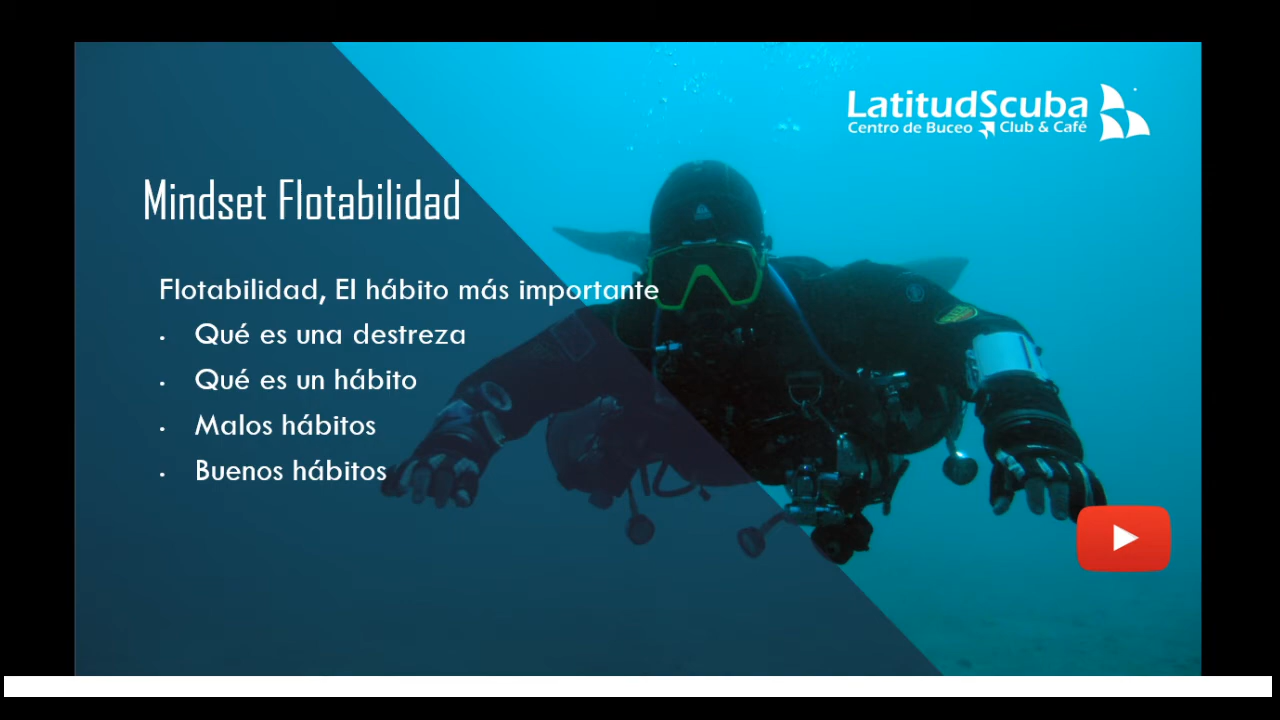 LatitudScuba
Centro de Buceo Club & Café
Mindset Flotabilidad
Flotabilidad, El hábito más importante
• Qué es una destreza
• Qué es un hábito
• Malos hábitos
• Buenos hábitos